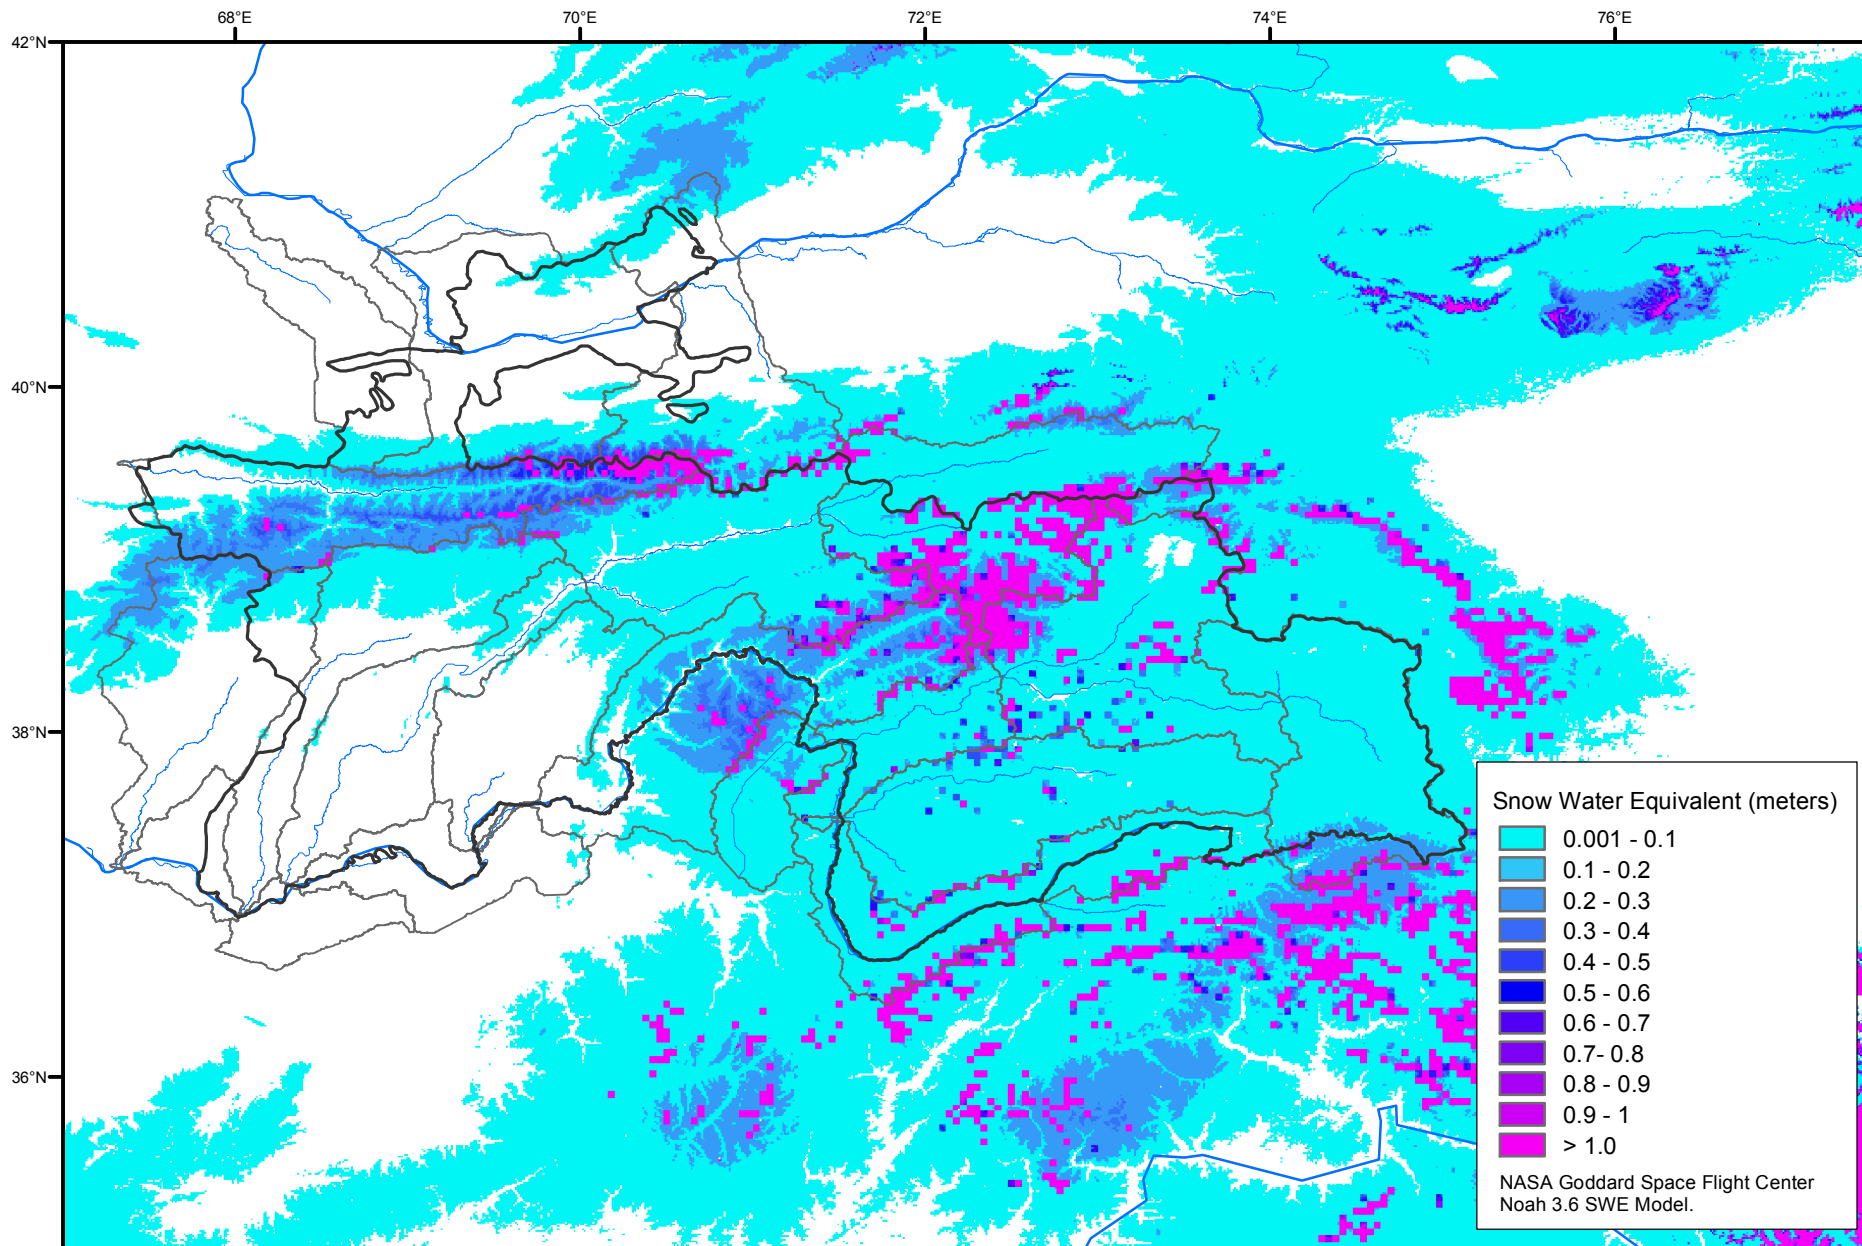 68°E
70°E
72°E
74°E
76°E
42°N
40°N
38°N
36°N
Snow Water Equivalent (meters)
0.001 - 0.1
0.1 - 0.2
0.2 - 0.3
0.3 - 0.4
0.4 - 0.5
0.5 - 0.6
0.6 - 0.7
0.7- 0.8
0.8 - 0.9
0.9 - 1
> 1.0
NASA Goddard Space Flight Center
Noah 3.6 SWE Model.